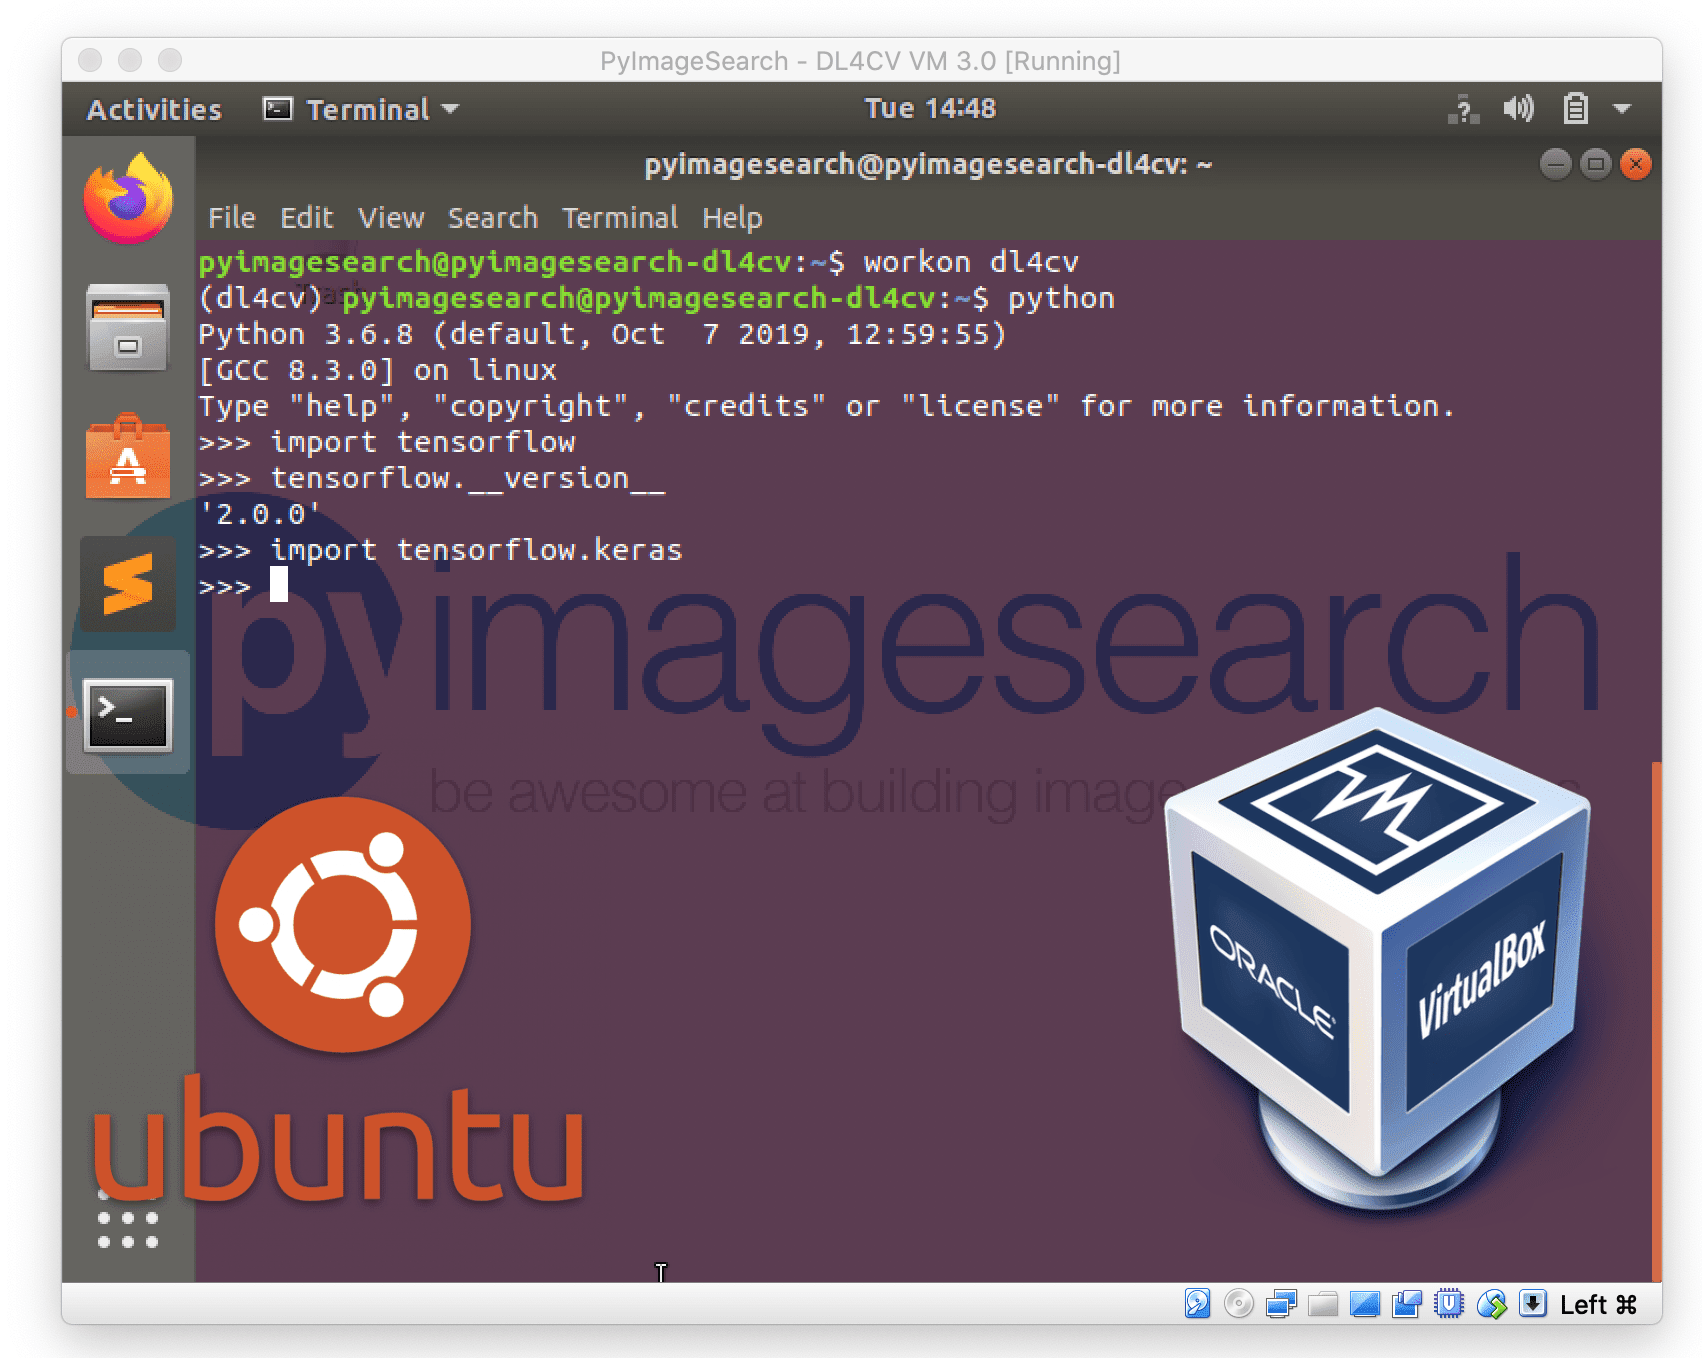 PyImageSearch - DL4CV VM 3.0 [Running]
Activities Terminal Tue 14:48
pyimagesearch@pyimagesearch-dl4cv: ~
File Edit View Search Terminal Help
pyimagesearch@pyimagesearch-dl4cv:~$ workon dl4cv
(dl4cv) pyimagesearch@pyimagesearch-dl4cv:~$ python
Python 3.6.8 (default, Oct  7 2019, 12:59:55)
[GCC 8.3.0] on linux
Type "help", "copyright", "credits" or "license" for more information.
>>> import tensorflow
>>> tensorflow.__version__
'2.0.0'
>>> import tensorflow.keras
>>>
pyimagesearch
be awesome at building image
ORACLE
VirtualBox
ubuntu
Left ⌘